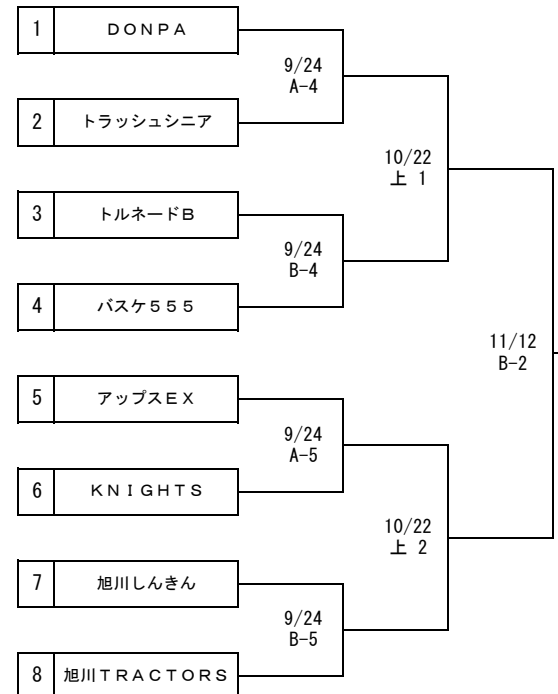 1 ＤＯＮＰＡ
9/24
A-4
2 トラッシュシニア
10/22
上 1
3 トルネードＢ
9/24
B-4
4 バスケ５５５
11/12
B-2
5 アップスＥＸ
9/24
A-5
6 ＫＮＩＧＨＴＳ
10/22
上 2
7 旭川しんきん
9/24
B-5
8 旭川ＴＲＡＣＴＯＲＳ